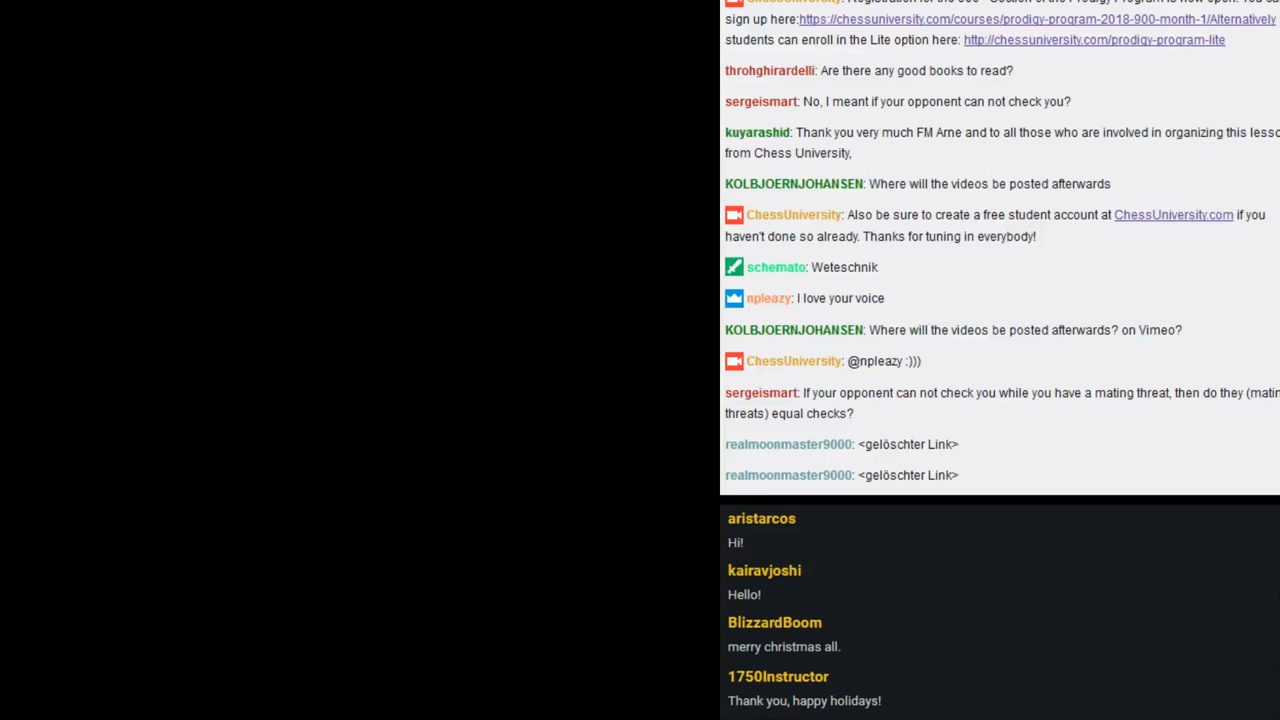 sign up here:https://chessuniversity.com/courses/prodigy-program-2018-900-month-1/Alternatively
students can enroll in the Lite option here: http://chessuniversity.com/prodigy-program-lite
throhghirardelli: Are there any good books to read?
sergeismart: No, I meant if your opponent can not check you?
kuyarashid: Thank you very much FM Arne and to all those who are involved in organizing this lesso
from Chess University,
KOLBJOERNJOHANSEN: Where will the videos be posted afterwards
ChessUniversity: Also be sure to create a free student account at ChessUniversity.com if you
haven't done so already. Thanks for tuning in everybody!
schemato: Weteschnik
npleazy: I love your voice
KOLBJOERNJOHANSEN: Where will the videos be posted afterwards? on Vimeo?
ChessUniversity: @npleazy :)))
sergeismart: If your opponent can not check you while you have a mating threat, then do they (matin
threats) equal checks?
realmoonmaster9000: <gelöschter Link>
realmoonmaster9000: <gelöschter Link>
aristarcos
Hi!
kairavjoshi
Hello!
BlizzardBoom
merry christmas all.
1750Instructor
Thank you, happy holidays!